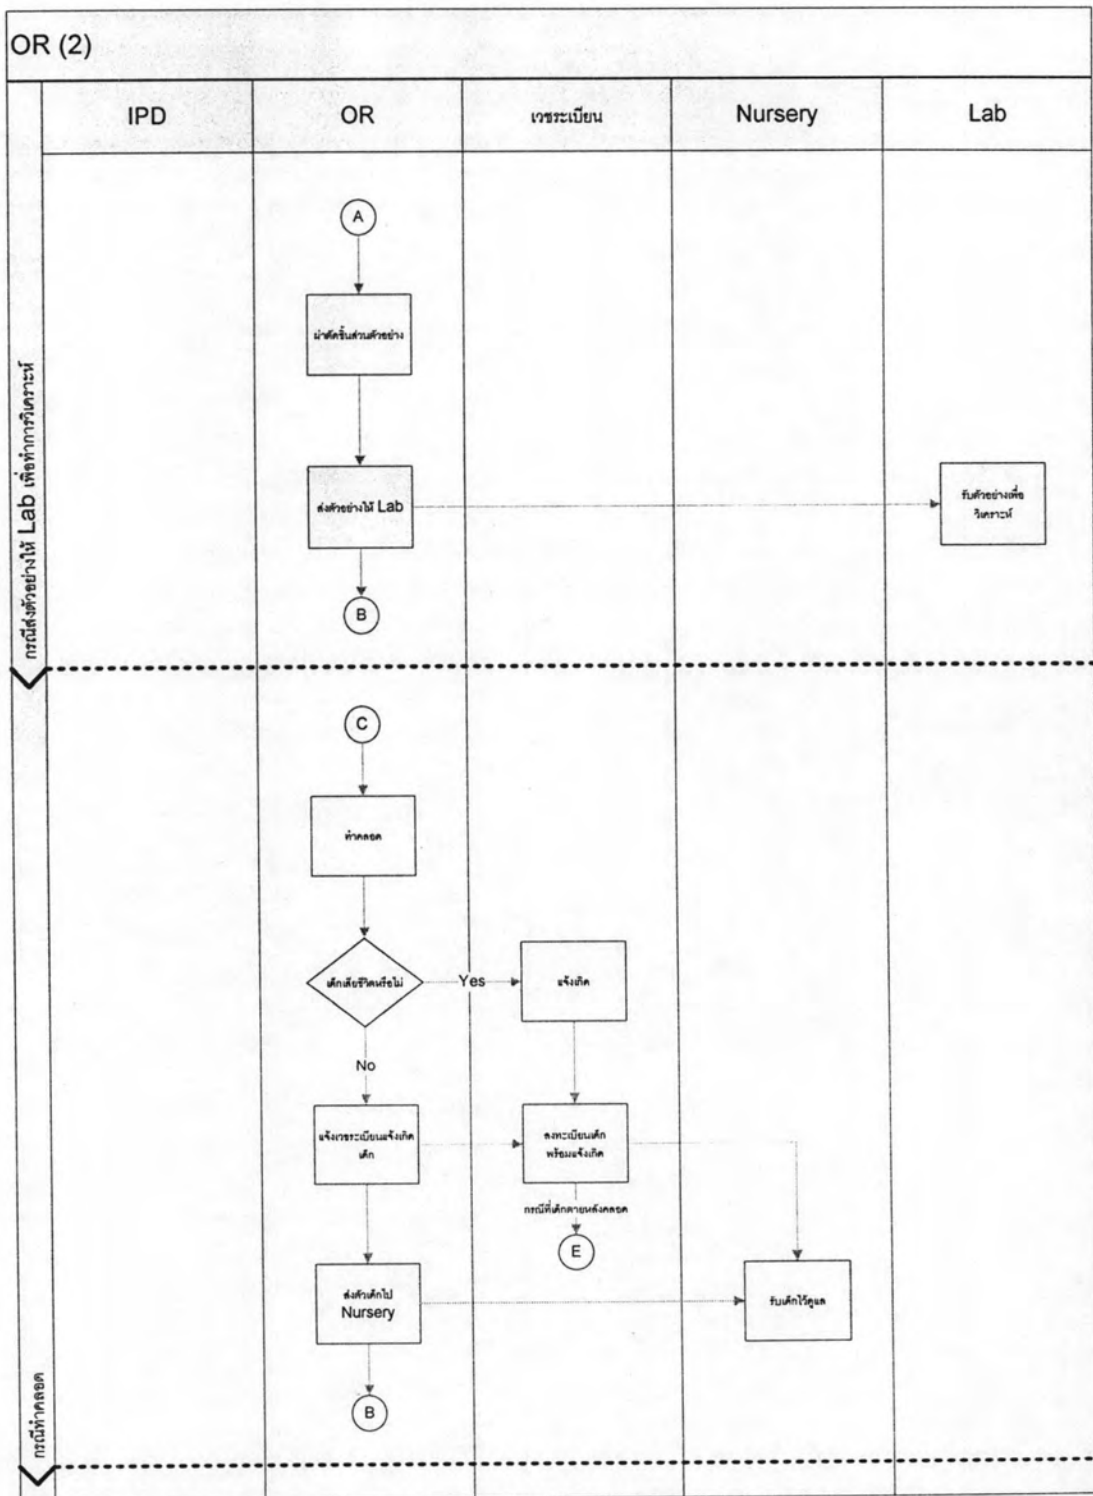 OR (2)
IPD
OR
เวชระเบียน
Nursery
Lab
กรณีส่งตัวอย่างให้ Lab เพื่อทำการวิเคราะห์
A
ผ่าตัดชิ้นส่วนตัวอย่าง
ส่งตัวอย่างให้ Lab
รับตัวอย่างเพื่อ
วิเคราะห์
B
กรณีทำคลอด
C
ทำคลอด
เด็กเสียชีวิตหรือไม่
Yes
แจ้งเกิด
No
แจ้งเวชระเบียนแจ้งเกิด
เด็ก
ลงทะเบียนเด็ก
พร้อมแจ้งเกิด
กรณีที่เด็กตายหลังคลอด
E
ส่งตัวเด็กไป
Nursery
รับเด็กไว้ดูแล
B